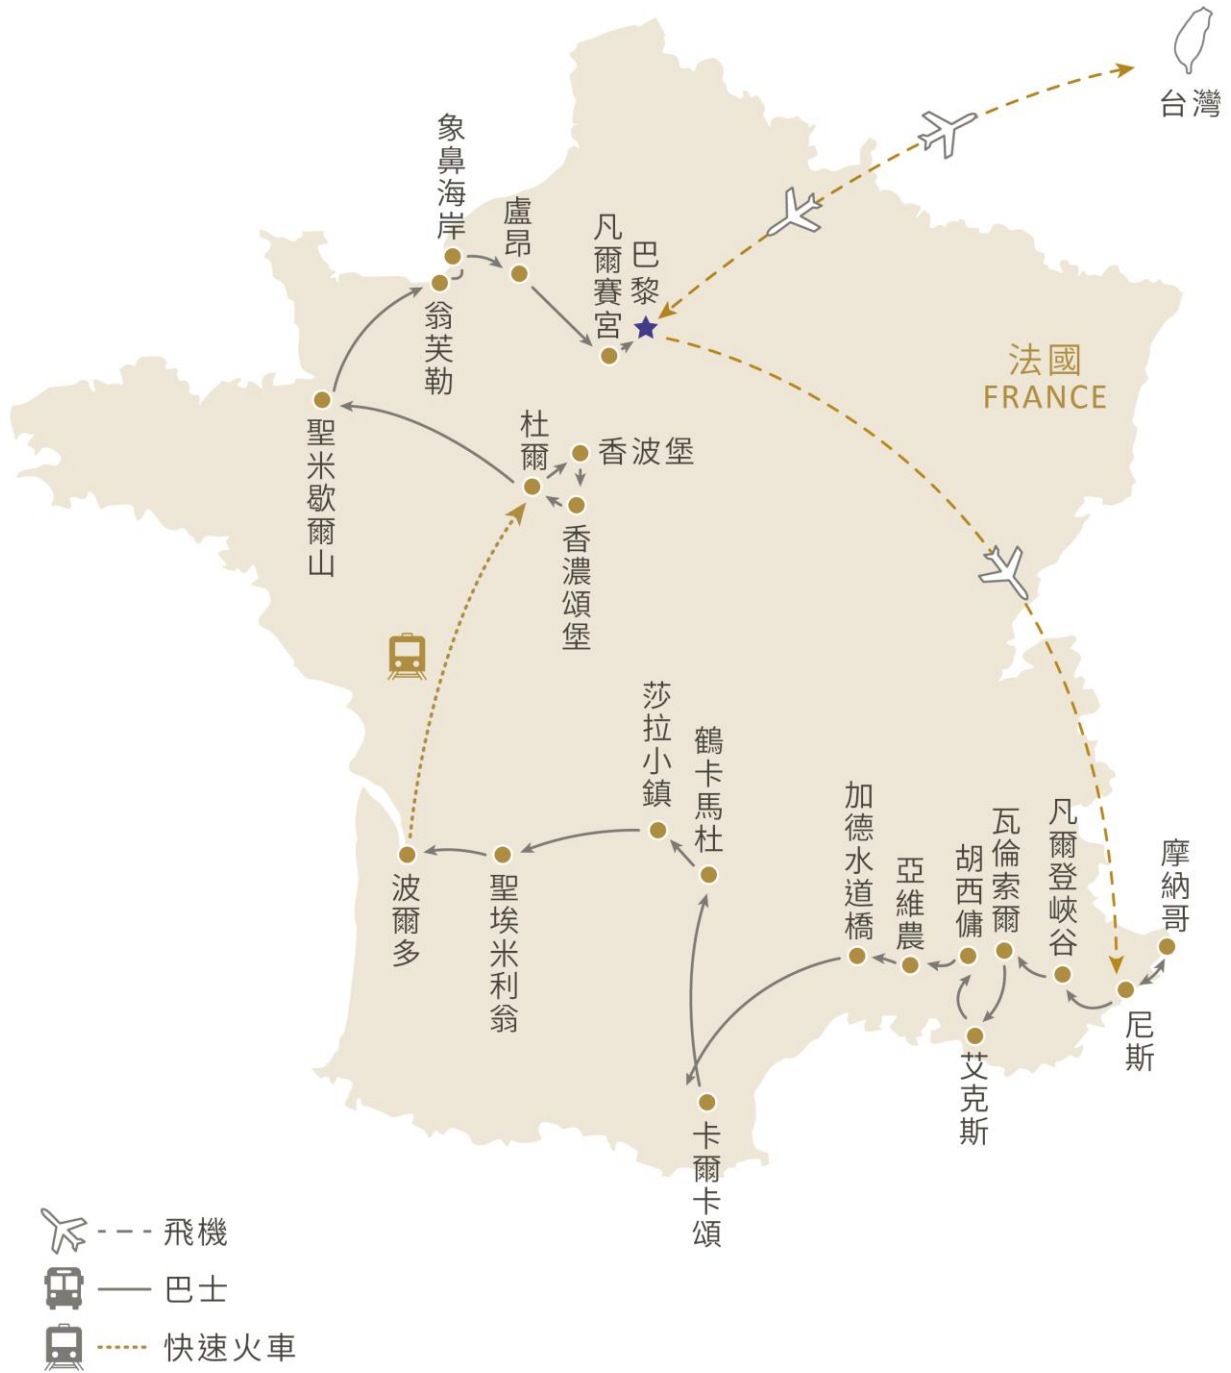 台灣
象鼻海岸
盧昂
凡爾賽宮
巴黎
翁芙勒
法國
FRANCE
聖米歇爾山
杜爾
香波堡
香濃頌堡
莎拉小鎮
鶴卡馬杜
加德水道橋
亞維農
胡西傭
瓦倫索爾
凡爾登峽谷
摩納哥
波爾多
聖埃米利翁
尼斯
艾克斯
卡爾卡頌
飛機
巴士
快速火車